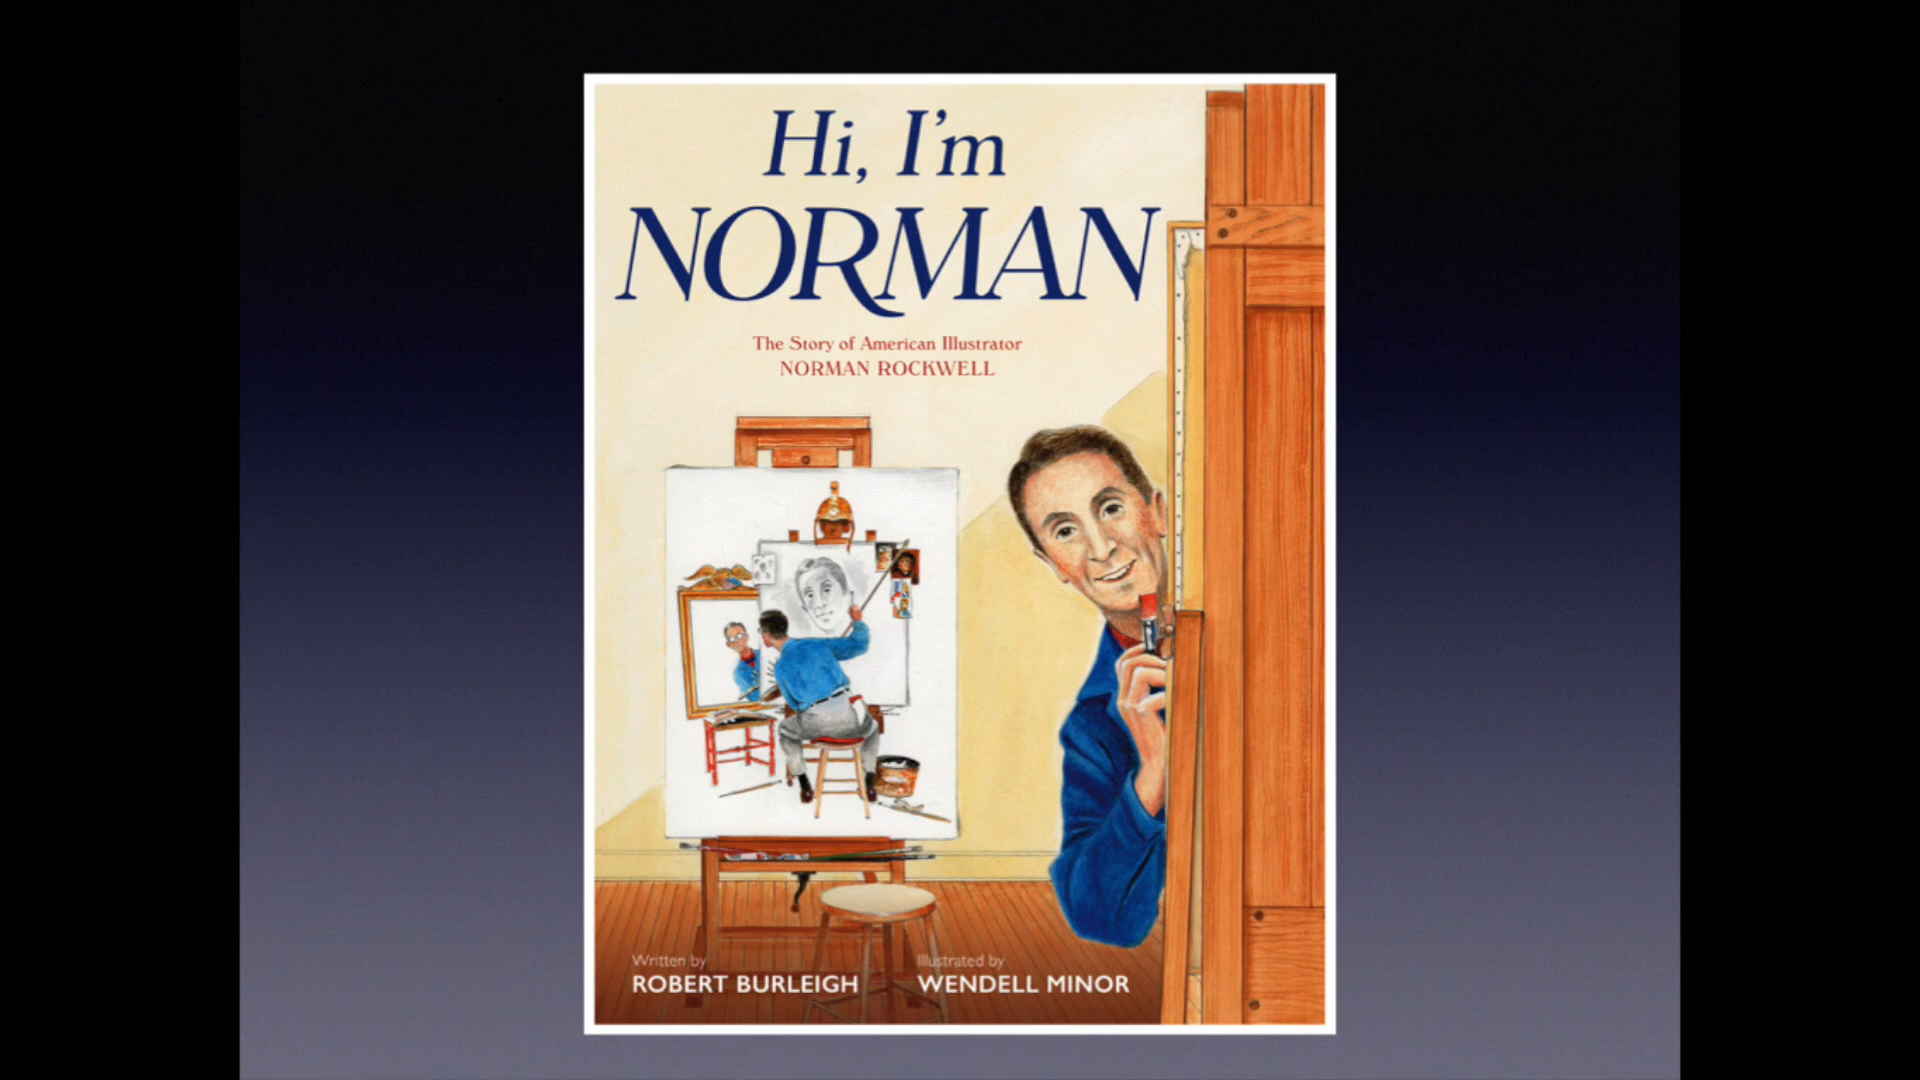 Hi, I'm
NORMAN
The Story of American Illustrator
NORMAN ROCKWELL
Written by
ROBERT BURLEIGH
Illustrated by
WENDELL MINOR